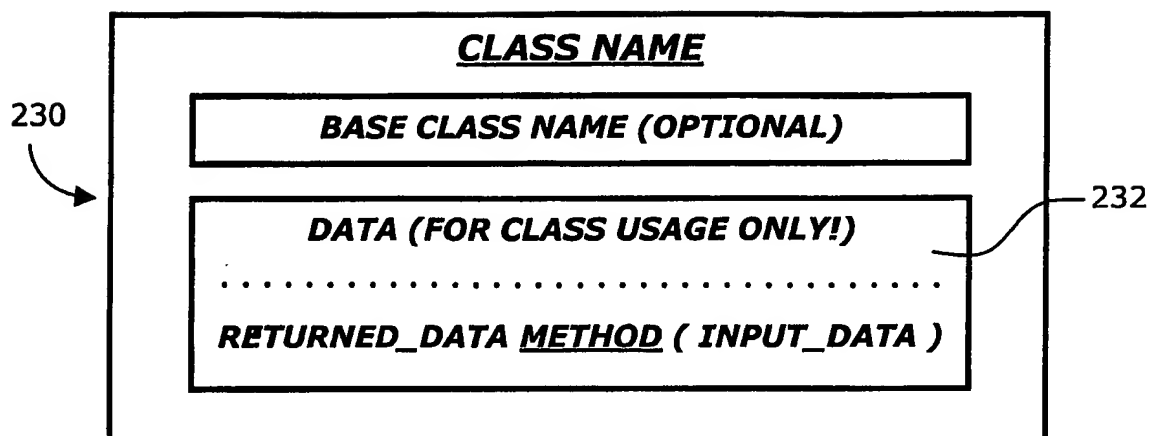 CLASS NAME
230
BASE CLASS NAME (OPTIONAL)
232
DATA (FOR CLASS USAGE ONLY!)
. . . . . . . . . . . . . . . . . . . . . . . . . . . . . . . . . .
RETURNED_DATA METHOD ( INPUT_DATA )